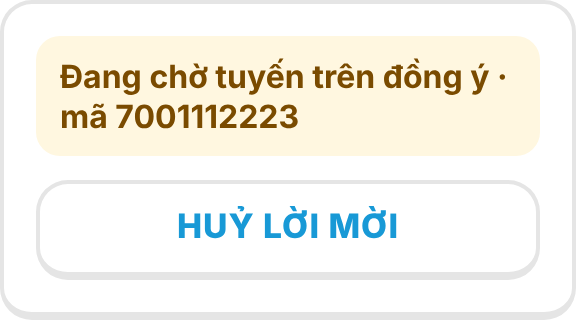 Đang chờ tuyến trên đồng ý ·
mã 7001112223
HUỶ LỜI MỜI